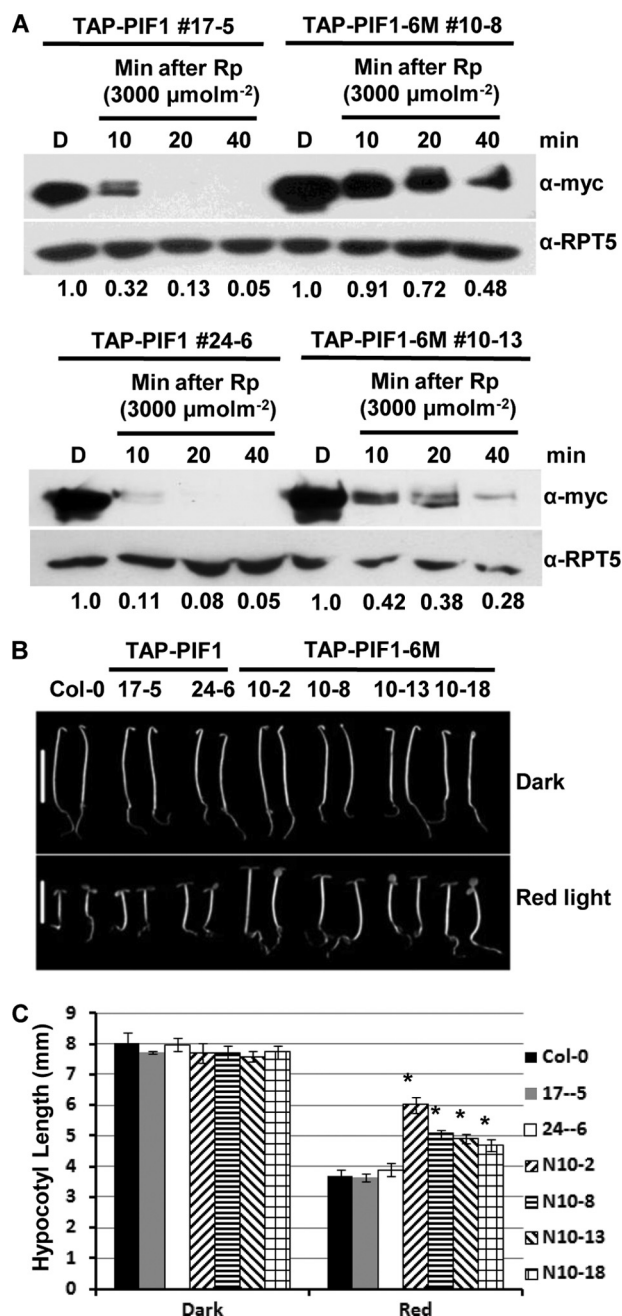 A
TAP-PIF1 #17-5 TAP-PIF1-6M #10-8
Min after Rp (3000 µmolm-2) Min after Rp (3000 µmolm-2)
D 10 20 40 D 10 20 40 min
α-myc
α-RPT5
1.0 0.32 0.13 0.05 1.0 0.91 0.72 0.48
TAP-PIF1 #24-6 TAP-PIF1-6M #10-13
Min after Rp (3000 µmolm-2) Min after Rp (3000 µmolm-2)
D 10 20 40 D 10 20 40 min
α-myc
α-RPT5
1.0 0.11 0.08 0.05 1.0 0.42 0.38 0.28
B
TAP-PIF1 TAP-PIF1-6M
Col-0 17-5 24-6 10-2 10-8 10-13 10-18
Dark
Red light
C
Hypocotyl Length (mm)
9
8
7
6
5
4
3
2
1
0
* * * *
Dark Red
Col-0
17--5
24--6
N10-2
N10-8
N10-13
N10-18